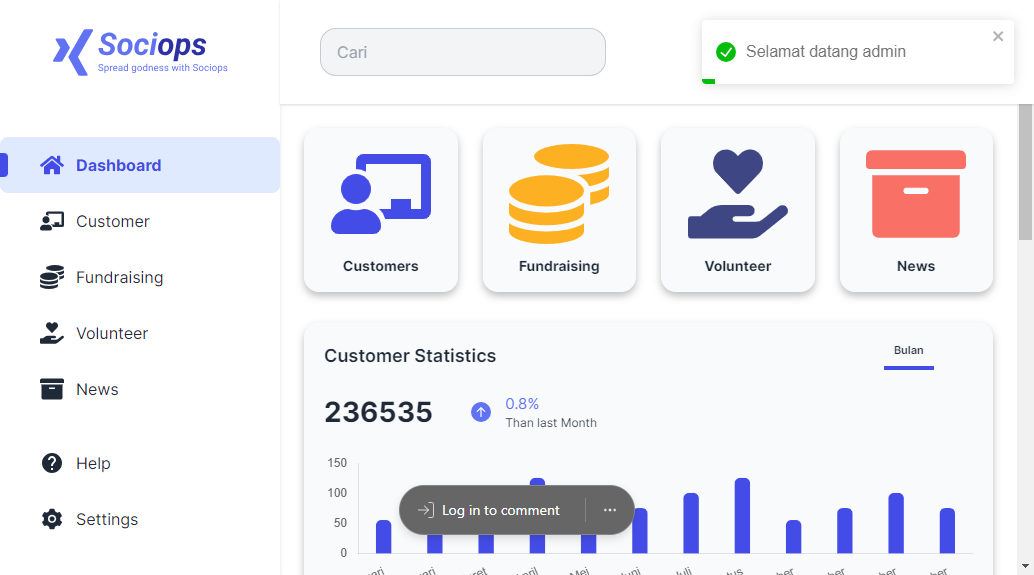 Sociops
Spread godness with Sociops
Cari
Selamat datang admin
Dashboard
Customer
Fundraising
Volunteer
News
Help
Settings
Customers
Fundraising
Volunteer
News
Customer Statistics
Bulan
236535
0.8%
Than last Month
150
100
50
0
Log in to comment